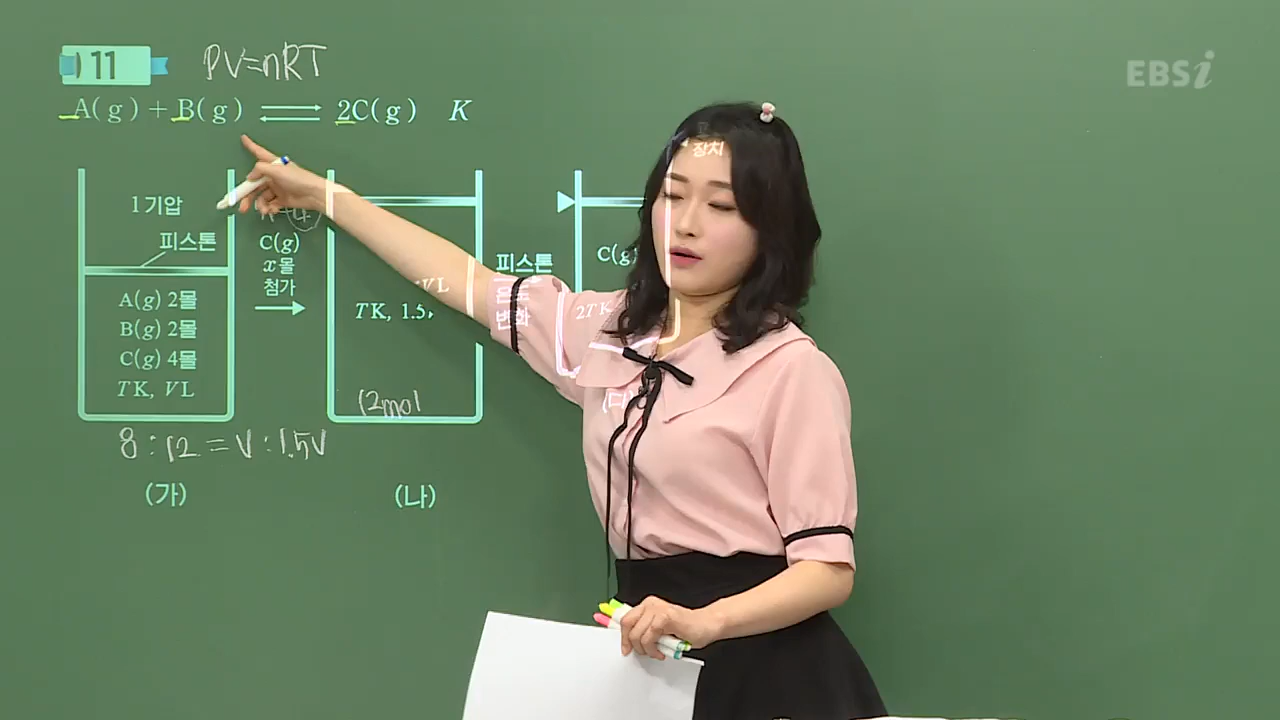 11 PV=nRT
EBSi
A(g)+B(g) ⇌ 2C(g) K
1기압
피스톤
A(g) 2몰
B(g) 2몰
C(g) 4몰
TK, VL
C(g)
x몰
첨가
TK, 1.5
12mol
피스톤
온도
변화
장치
C(g)
2TK
8 : 12 = V : 1.5V
(가)
(나)
(다)